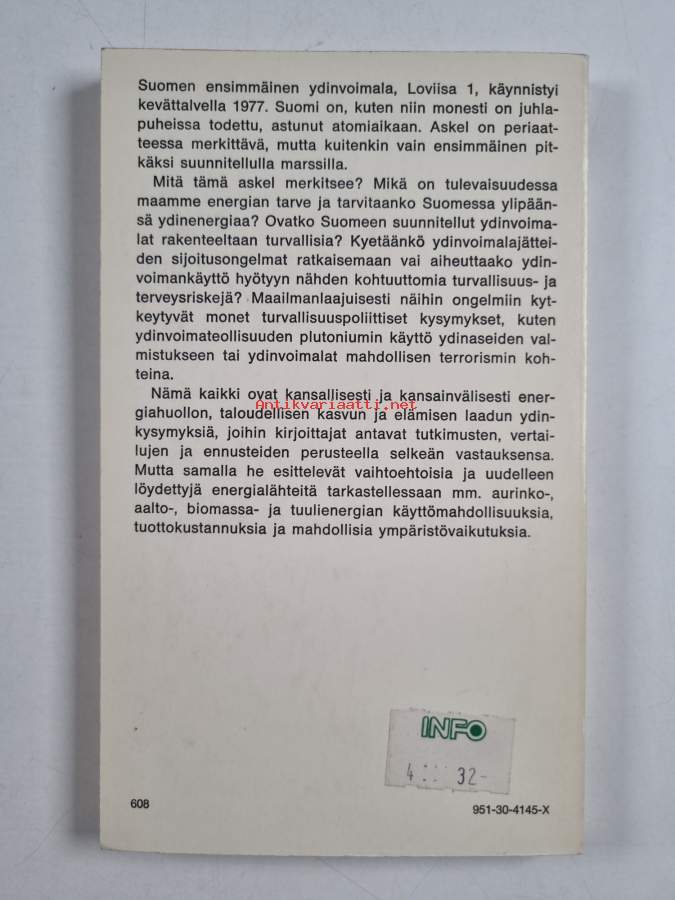 Suomen ensimmäinen ydinvoimala, Loviisa 1, käynnistyi
kevättalvella 1977. Suomi on, kuten niin monesti on juhla-
puheissa todettu, astunut atomiaikaan. Askel on periaat-
teessa merkittävä, mutta kuitenkin vain ensimmäinen pit-
käksi suunnitellulla marssilla.
Mitä tämä askel merkitsee? Mikä on tulevaisuudessa
maamme energian tarve ja tarvitaanko Suomessa ylipään-
sä ydinenergiaa? Ovatko Suomeen suunnitellut ydinvoima-
lat rakenteeltaan turvallisia? Kyetäänkö ydinvoimalajättei-
den sijoitusongelmat ratkaisemaan vai aiheuttaako ydin-
voimankäyttö hyötyyn nähden kohtuuttomia turvallisuus- ja
terveysriskejä? Maailmanlaajuisesti näihin ongelmiin kyt-
keytyvät monet turvallisuuspoliittiset kysymykset, kuten
ydinvoimateollisuuden plutoniumin käyttö ydinaseiden val-
mistukseen tai ydinvoimalat mahdollisen terrorismin koh-
teina.
Nämä kaikki ovat kansallisesti ja kansainvälisesti ener-
Antikvariaatti.net
giahuollon, taloudellisen kasvun ja elämisen laadun ydin-
kysymyksiä, joihin kirjoittajat antavat tutkimusten, vertai-
lujen ja ennusteiden perusteella selkeän vastauksensa.
Mutta samalla he esittelevät vaihtoehtoisia ja uudelleen
löydettyjä energialähteitä tarkastellessaan mm. aurinko-,
aalto-, biomassa- ja tuulienergian käyttömahdollisuuksia,
tuottokustannuksia ja mahdollisia ympäristövaikutuksia.
INFO
4 32-
608
951-30-4145-X